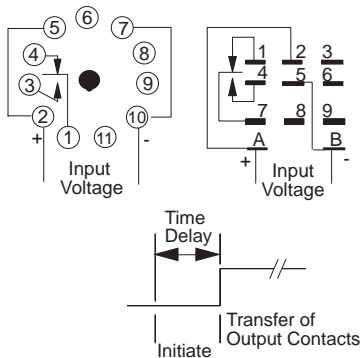 6
5 7
4 8
3 9
2 10
1 11
+ -
Input
Voltage
1 2 3
4 5 6
7 8 9
A B
+ -
Input
Voltage
Time
Delay
Initiate
Transfer of
Output Contacts